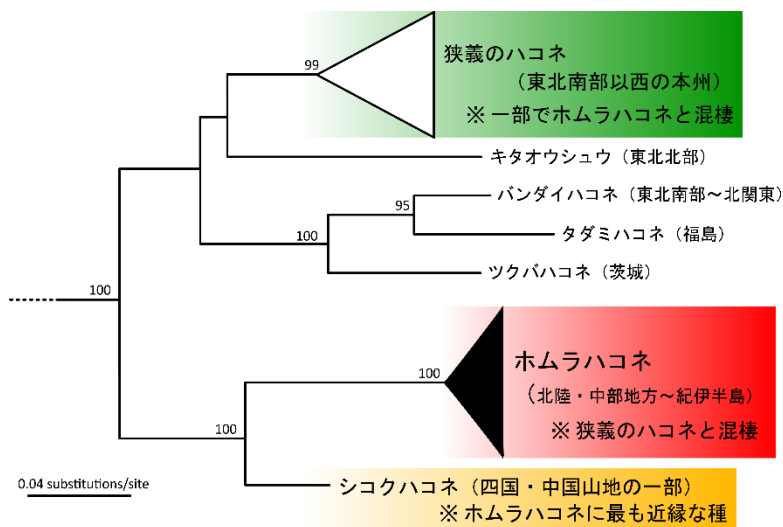 99
狭義のハコネ
(東北南部以西の本州)
※ 一部でホムラハコネと混棲
キタオウシュウ(東北北部)
バンダイハコネ(東北南部~北関東)
95
タダミハコネ(福島)
100
ツクバハコネ(茨城)
100
100
ホムラハコネ
(北陸・中部地方~紀伊半島)
※ 狭義のハコネと混棲
100
0.04 substitutions/site
シコクハコネ(四国・中国山地の一部)
※ ホムラハコネに最も近縁な種